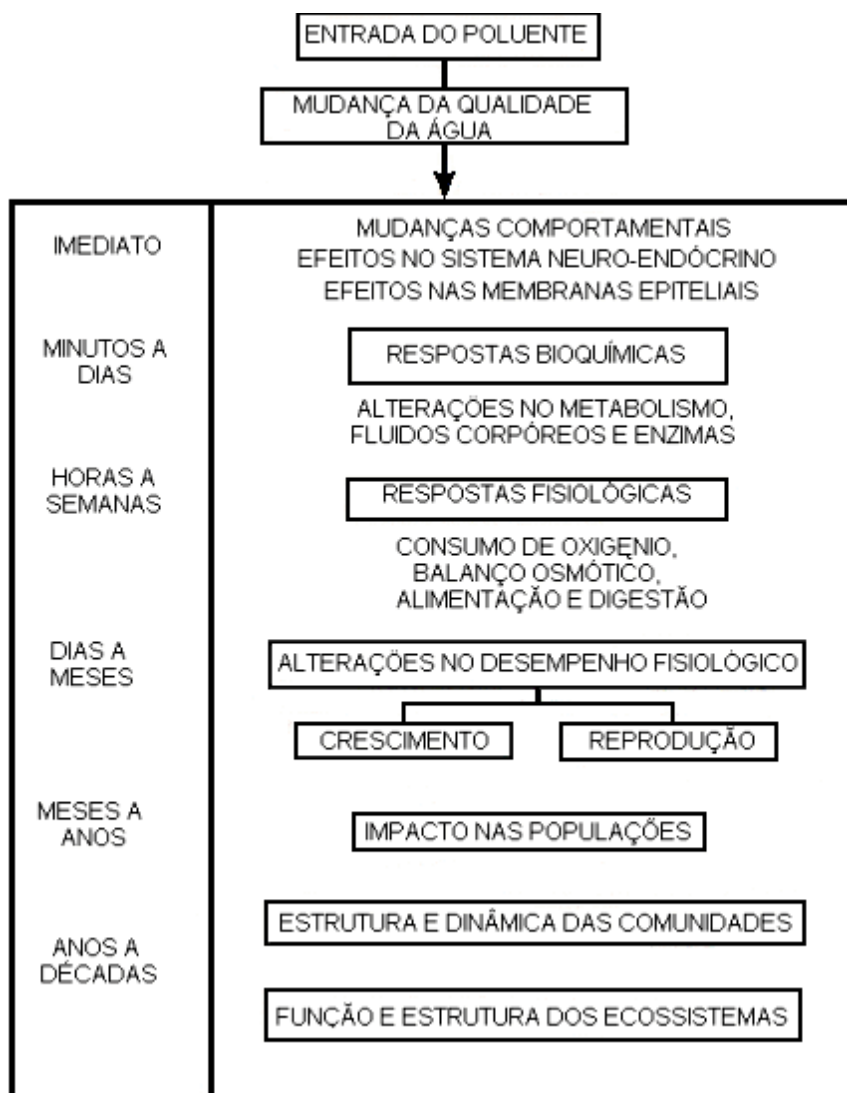 ENTRADA DO POLUENTE
MUDANÇA DA QUALIDADE
DA ÁGUA
IMEDIATO
MUDANÇAS COMPORTAMENTAIS
EFEITOS NO SISTEMA NEURO-ENDÓCRINO
EFEITOS NAS MEMBRANAS EPITELIAIS
MINUTOS A
DIAS
RESPOSTAS BIOQUÍMICAS
ALTERAÇÕES NO METABOLISMO,
FLUIDOS CORPÓREOS E ENZIMAS
HORAS A
SEMANAS
RESPOSTAS FISIOLÓGICAS
CONSUMO DE OXIGENIO,
BALANÇO OSMÓTICO,
ALIMENTAÇÃO E DIGESTÃO
DIAS A
MESES
ALTERAÇÕES NO DESEMPENHO FISIOLÓGICO
CRESCIMENTO
REPRODUÇÃO
MESES A
ANOS
IMPACTO NAS POPULAÇÕES
ANOS A
DÉCADAS
ESTRUTURA E DINÂMICA DAS COMUNIDADES
FUNÇÃO E ESTRUTURA DOS ECOSSISTEMAS